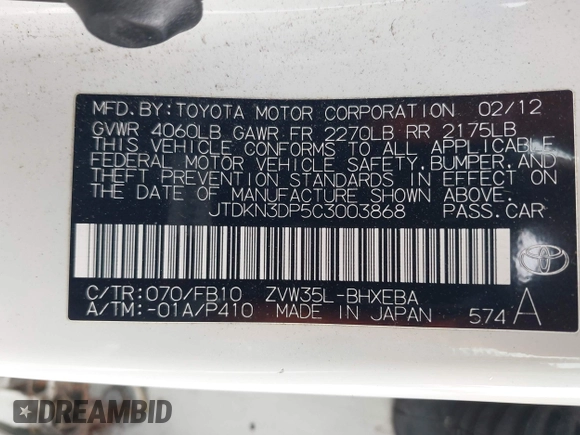 MFD.BY:TOYOTA MOTOR CORPORATION 02/12
GVWR 4060LB GAWR FR 2270LB RR 2175LB
THIS VEHICLE CONFORMS TO ALL APPLICABLE
FEDERAL MOTOR VEHICLE SAFETY,BUMPER,AND
THEFT PREVENTION STANDARDS IN EFFECT ON
THE DATE OF MANUFACTURE SHOWN ABOVE.
JTDKN3DP5C3003868 PASS.CAR
C/TR:070/FB10 ZVW35L-BHXEBA
A/TM:-01A/P410 MADE IN JAPAN 574 A
DREAMBID